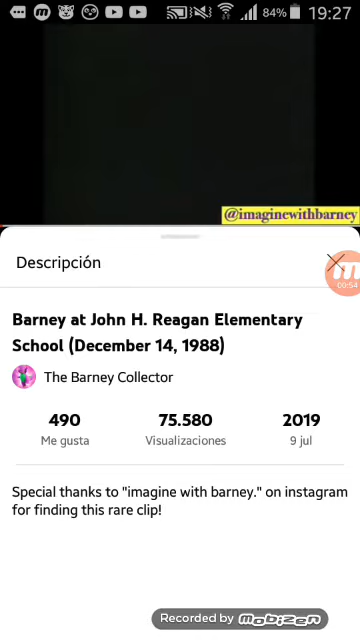 84% 19:27
@imaginewithbarney
Descripción
00:54
Barney at John H. Reagan Elementary
School (December 14, 1988)
The Barney Collector
490 75.580 2019
Me gusta Visualizaciones 9 jul
Special thanks to "imagine with barney." on instagram
for finding this rare clip!
Recorded by mobizen